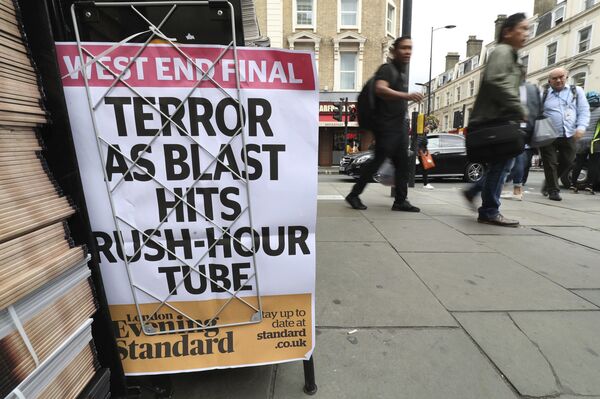 WEST END FINAL
TERROR
AS BLAST
HITS
RUSH-HOUR
TUBE
London
Evening
Standard
Stay up to
date at
standard
.co.uk